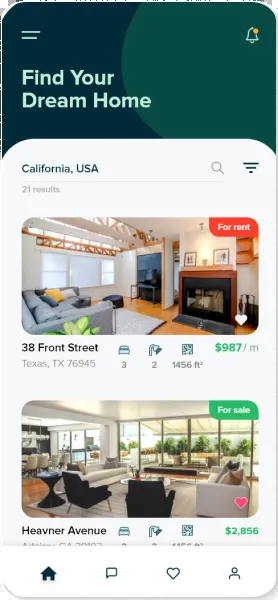 Find Your
Dream Home
California, USA
21 results
For rent
38 Front Street
$987/ m
Texas, TX 76945
3 2 1456 ft²
For sale
Heavner Avenue
$2,856